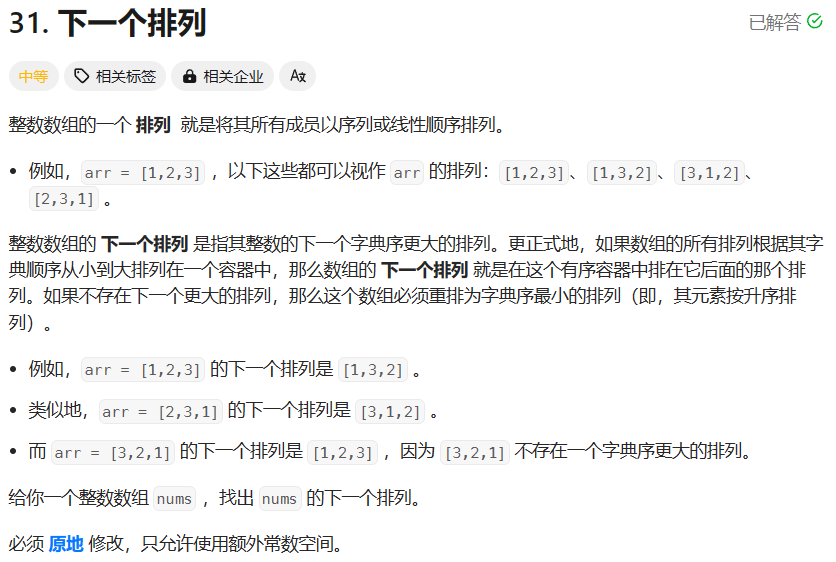 31. 下一个排列
已解答
中等 相关标签 相关企业 A文
整数数组的一个 排列 就是将其所有成员以序列或线性顺序排列。
• 例如，arr = [1,2,3] ，以下这些都可以视作 arr 的排列：[1,2,3]、[1,3,2]、[3,1,2]、
[2,3,1] 。
整数数组的 下一个排列 是指其整数的下一个字典序更大的排列。更正式地，如果数组的所有排列根据其字
典顺序从小到大排列在一个容器中，那么数组的 下一个排列 就是在这个有序容器中排在它后面的那个排
列。如果不存在下一个更大的排列，那么这个数组必须重排为字典序最小的排列（即，其元素按升序排
列）。
• 例如，arr = [1,2,3] 的下一个排列是 [1,3,2] 。
• 类似地，arr = [2,3,1] 的下一个排列是 [3,1,2] 。
• 而 arr = [3,2,1] 的下一个排列是 [1,2,3] ，因为 [3,2,1] 不存在一个字典序更大的排列。
给你一个整数数组 nums ，找出 nums 的下一个排列。
必须 原地 修改，只允许使用额外常数空间。